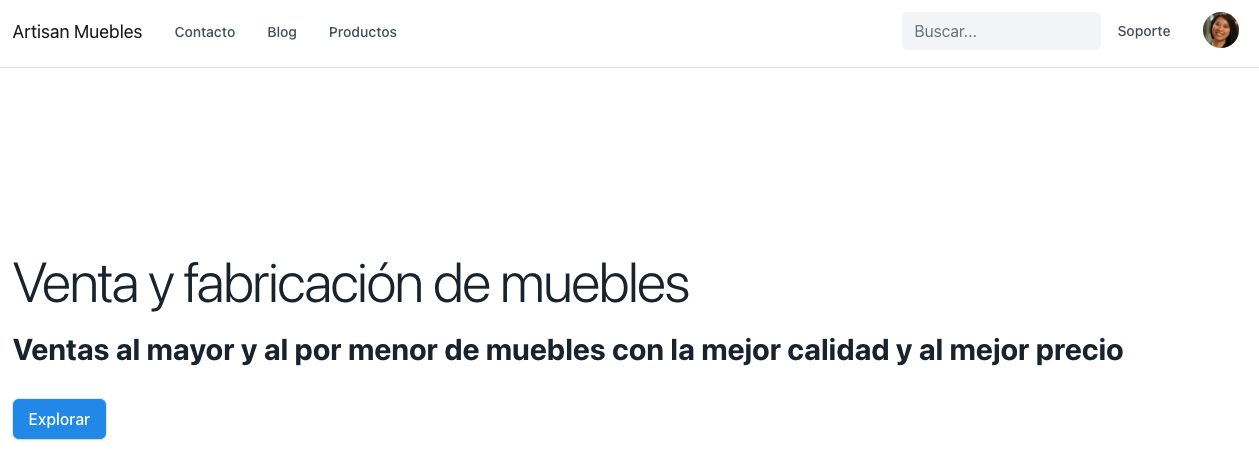 Artisan Muebles Contacto Blog Productos Buscar... Soporte
Venta y fabricación de muebles
Ventas al mayor y al por menor de muebles con la mejor calidad y al mejor precio
Explorar